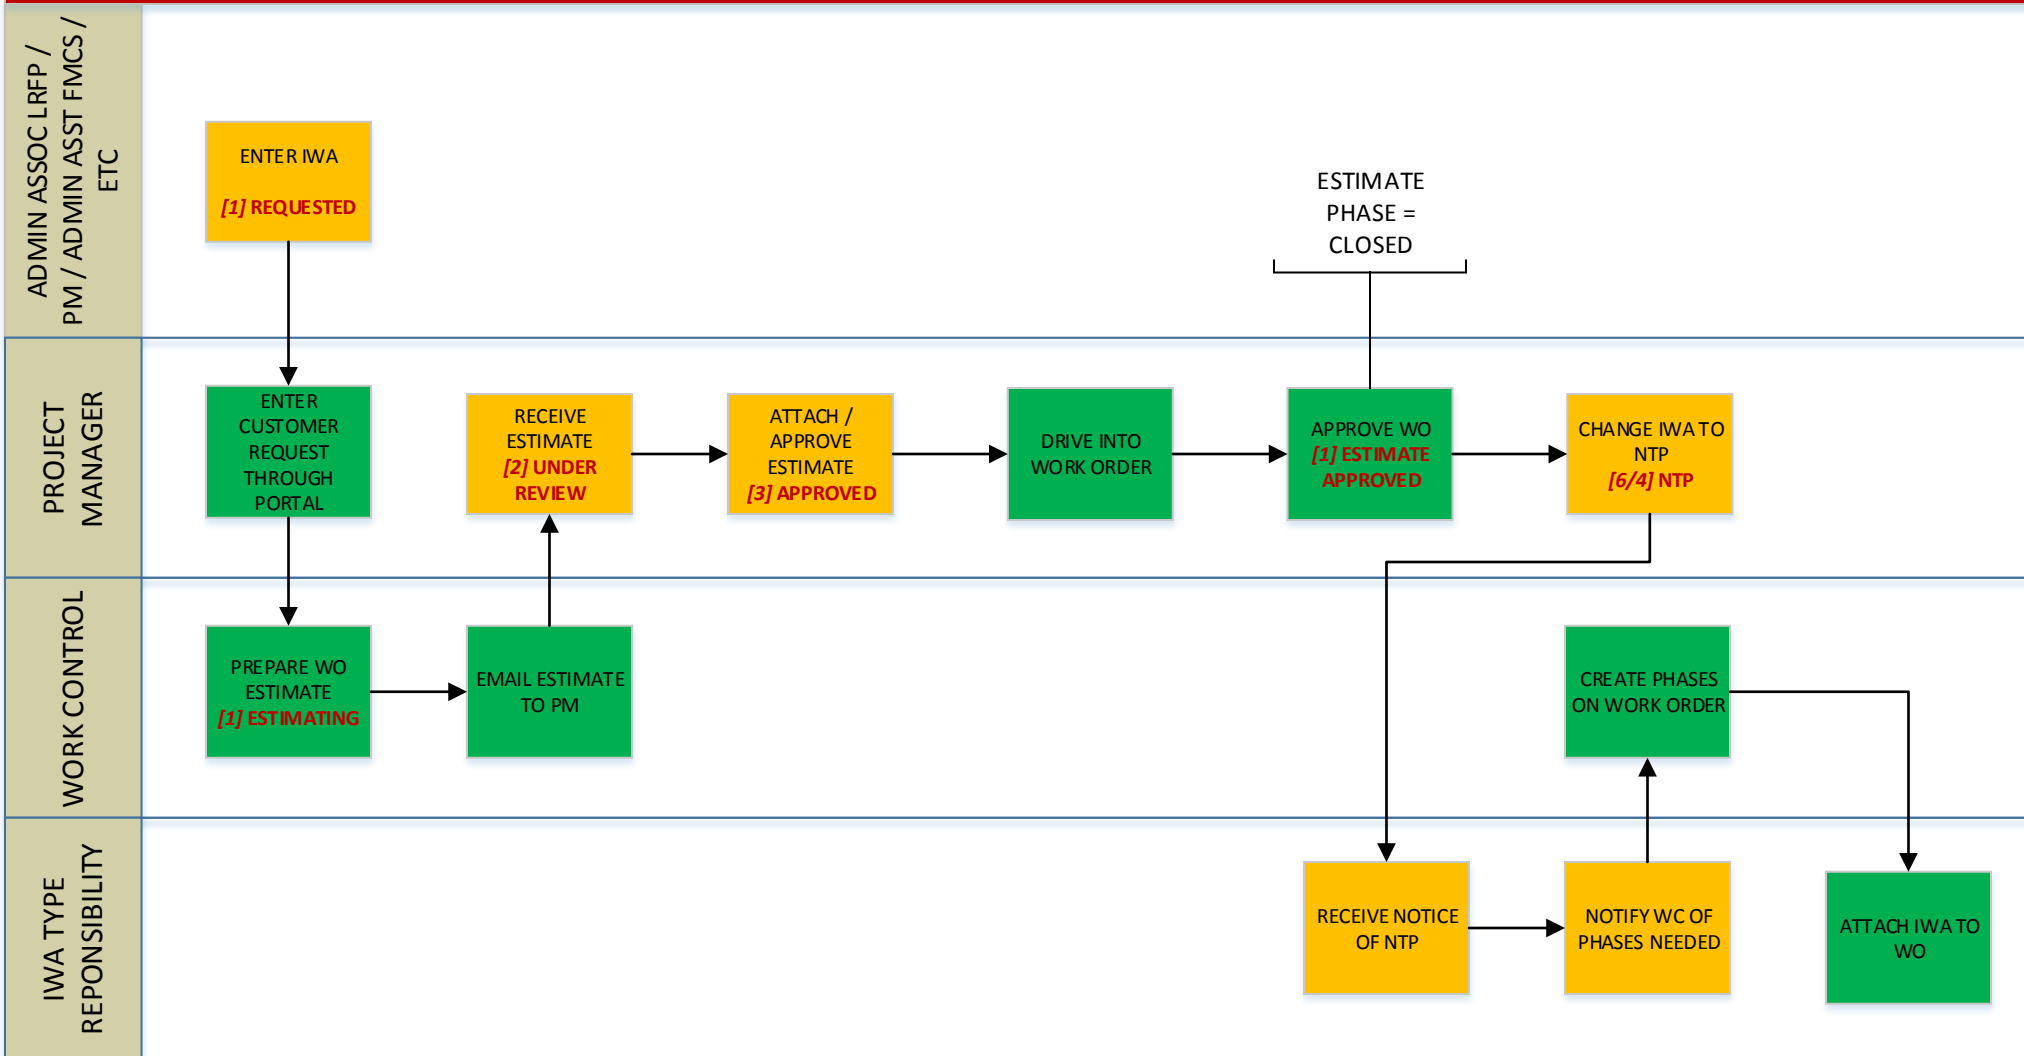 ADMIN ASSOC LRFP /
PM / ADMIN ASST FMCS /
ETC
ENTER IWA
[1] REQUESTED
ESTIMATE
PHASE =
CLOSED
PROJECT
MANAGER
ENTER
CUSTOMER
REQUEST
THROUGH
PORTAL
RECEIVE
ESTIMATE
[2] UNDER
REVIEW
ATTACH /
APPROVE
ESTIMATE
[3] APPROVED
DRIVE INTO
WORK ORDER
APPROVE WO
[1] ESTIMATE
APPROVED
CHANGE IWA TO
NTP
[6/4] NTP
WORK CONTROL
PREPARE WO
ESTIMATE
[1] ESTIMATING
EMAIL ESTIMATE
TO PM
CREATE PHASES
ON WORK ORDER
IWA TYPE
REPONSIBILITY
RECEIVE NOTICE
OF NTP
NOTIFY WC OF
PHASES NEEDED
ATTACH IWA TO
WO